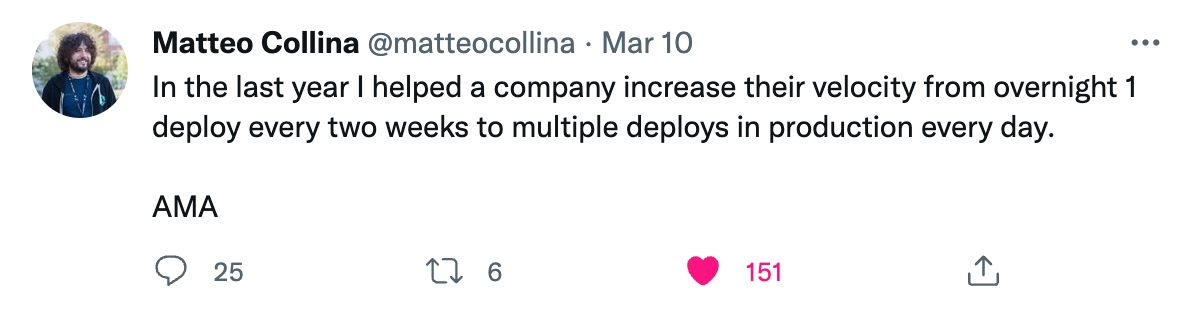 Matteo Collina @matteocollina · Mar 10
In the last year I helped a company increase their velocity from overnight 1
deploy every two weeks to multiple deploys in production every day.
AMA
25 6 151